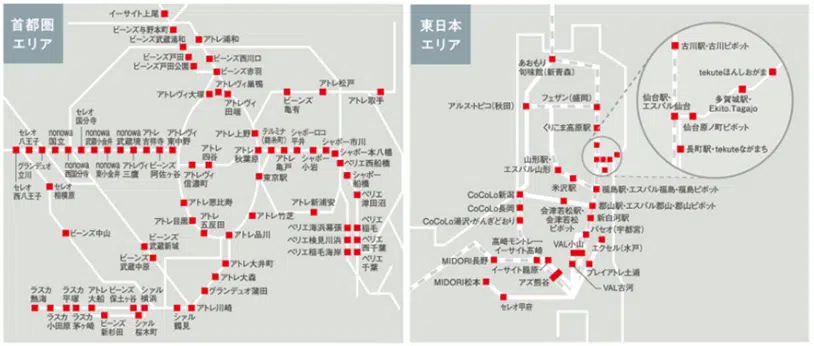 首都圏
エリア
イーサイト上尾
ビーンズ与野本町
ビーンズ武蔵浦和
アトレ浦和
ビーンズ戸田
ビーンズ戸田公園
ビーンズ西川口
ビーンズ赤羽
アトレヴィ巣鴨
アトレヴィ大塚
アトレヴィ
田端
アトレ松戸
ビーンズ
亀有
アトレ取手
セレオ
八王子
nonowa
国立
セレオ
国分寺
nonowa
武蔵小金井
nonowa
武蔵境
アトレ
吉祥寺
アトレヴィ
東中野
グランデュオ
立川
nonowa
西国分寺
nonowa
東小金井
アトレヴィ
三鷹
ビーンズ
阿佐ヶ谷
アトレ
四谷
アトレヴィ
信濃町
アトレ上野
アトレ
秋葉原
東京駅
テルミナ
(錦糸町)
アトレ
亀戸
シャポーロコ
平井
シャポー
小岩
シャポー市川
シャポー本八幡
ペリエ西船橋
シャポー
船橋
ペリエ
津田沼
セレオ
西八王子
セレオ
相模原
アトレ恵比寿
アトレ竹芝
アトレ新浦安
アトレ目黒
アトレ
五反田
アトレ品川
ペリエ海浜幕張
ペリエ検見川浜
ペリエ稲毛海岸
ペリエ
稲毛
ペリエ
西千葉
ペリエ
千葉
ビーンズ中山
ビーンズ
武蔵新城
ビーンズ
武蔵中原
アトレ大井町
アトレ大森
グランデュオ蒲田
アトレ川崎
ラスカ
熱海
ラスカ
平塚
アトレ
大船
ビーンズ
保土ヶ谷
シァル
横浜
ラスカ
小田原
ラスカ
茅ヶ崎
ビーンズ
新杉田
シァル
桜木町
シァル
鶴見
東日本
エリア
あおもり
旬味館(新青森)
アルス・トピコ(秋田)
フェザン(盛岡)
くりこま高原駅
山形駅・
エスパル山形
米沢駅
CoCoLo新潟
CoCoLo長岡
CoCoLo湯沢・がんぎどおり
会津若松駅・
会津若松
ピボット
福島駅・エスパル福島・福島ピボット
郡山駅・エスパル郡山・郡山ピボット
新白河駅
パセオ(宇都宮)
エクセル(水戸)
高崎モントレー・
イーサイト高崎
VAL小山
MIDORI長野
イーサイト籠原
アズ熊谷
プレイアトレ土浦
VAL古河
MIDORI松本
セレオ甲府
古川駅・古川ピボット
tekuteほんしおがま
多賀城駅・
Ekito.Tagajo
仙台駅・
エスパル仙台
仙台原ノ町ピボット
長町駅・tekuteながまち